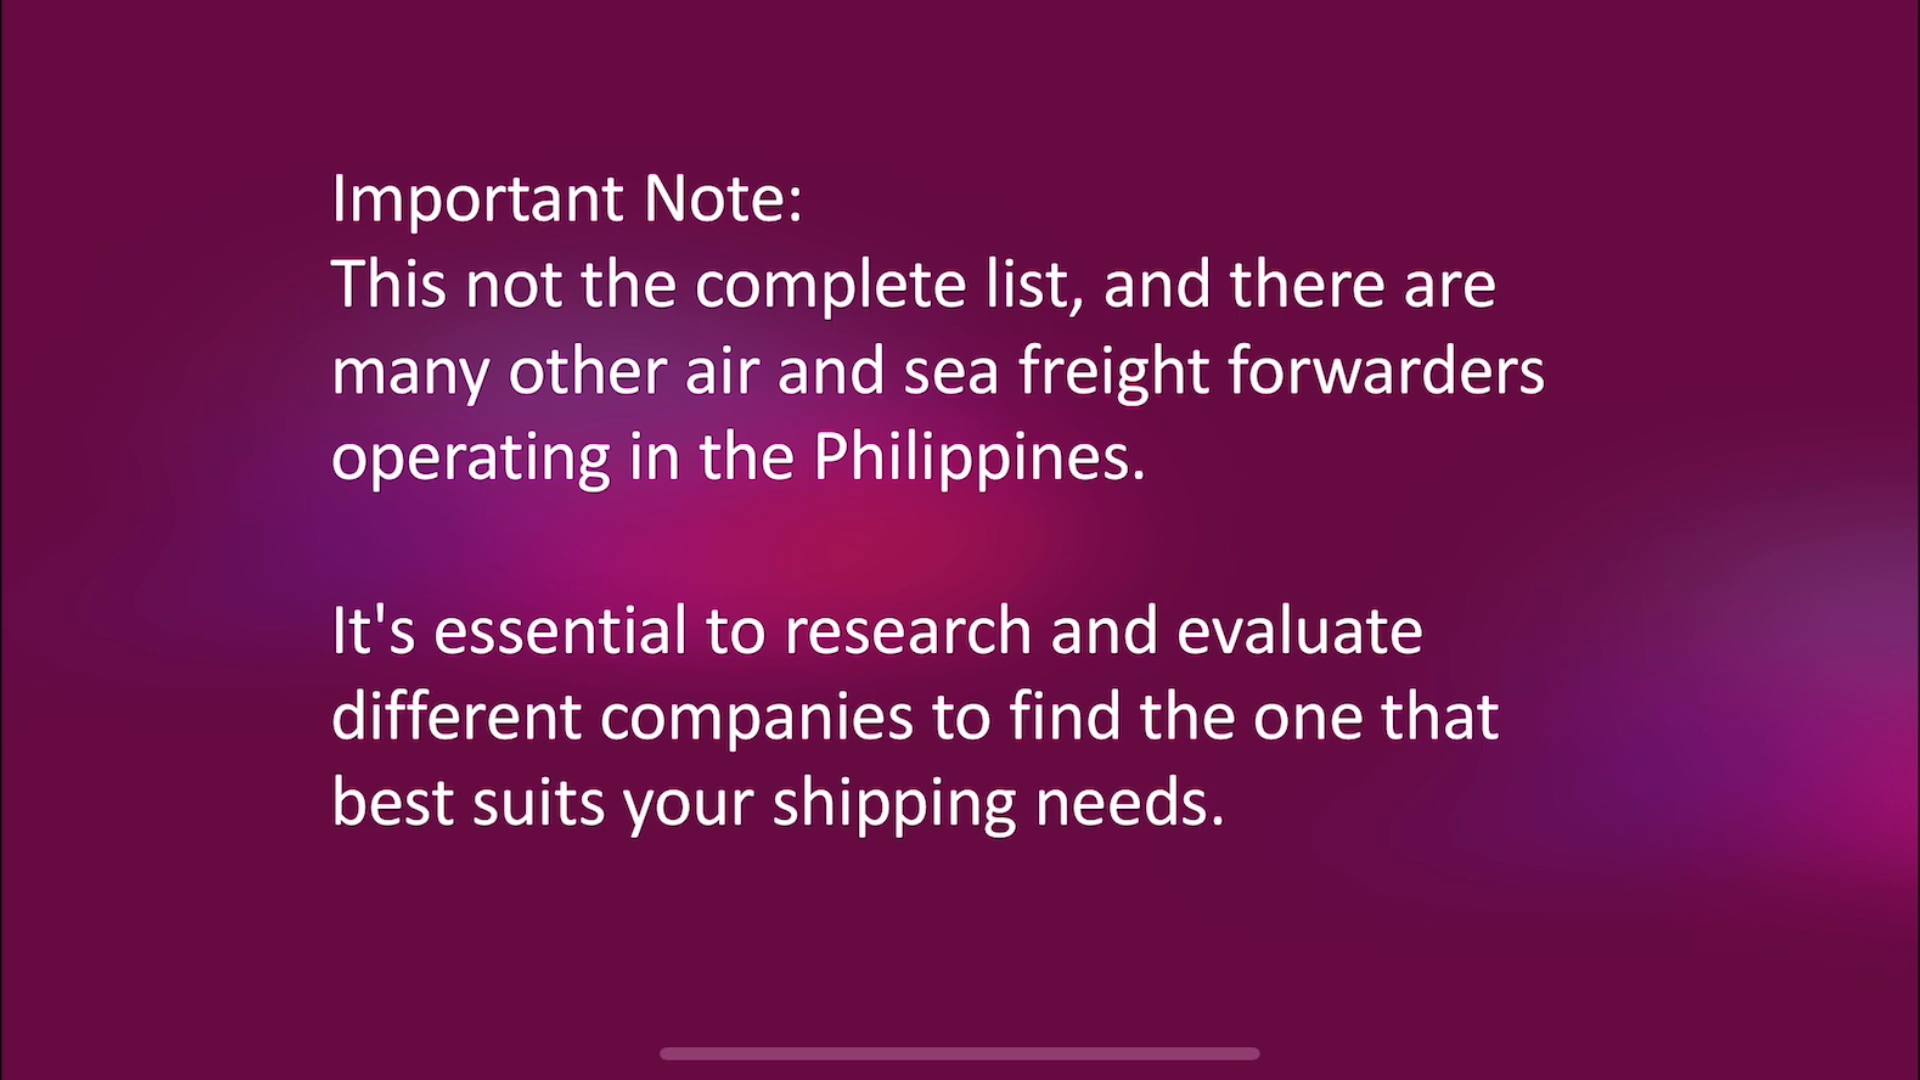 Important Note:
This not the complete list, and there are
many other air and sea freight forwarders
operating in the Philippines.
It's essential to research and evaluate
different companies to find the one that
best suits your shipping needs.